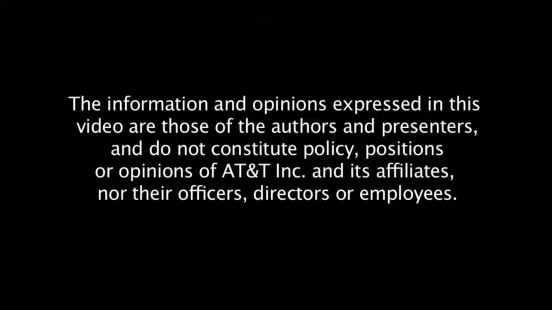 The information and opinions expressed in this
video are those of the authors and presenters,
and do not constitute policy, positions
or opinions of AT&T Inc. and its affiliates,
nor their officers, directors or employees.